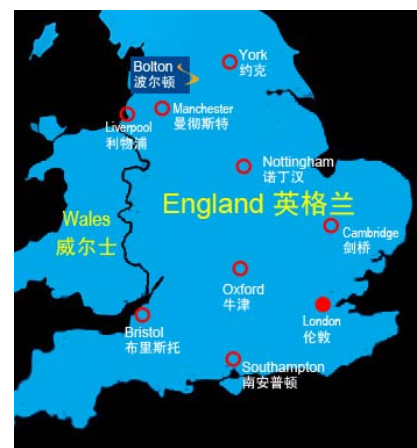 York
约克
Bolton
波尔顿
Manchester
曼彻斯特
Liverpool
利物浦
Nottingham
诺丁汉
England 英格兰
Wales
威尔士
Cambridge
剑桥
Oxford
牛津
London
伦敦
Bristol
布里斯托
Southampton
南安普顿